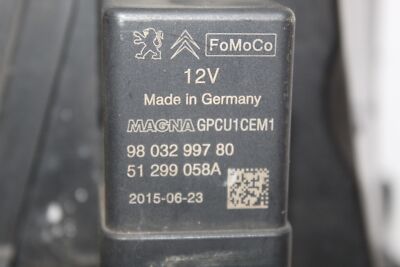 FoMoCo
12V
Made in Germany
MAGNA GPCU1CEM1
98 032 997 80
51 299 058A
2015-06-23